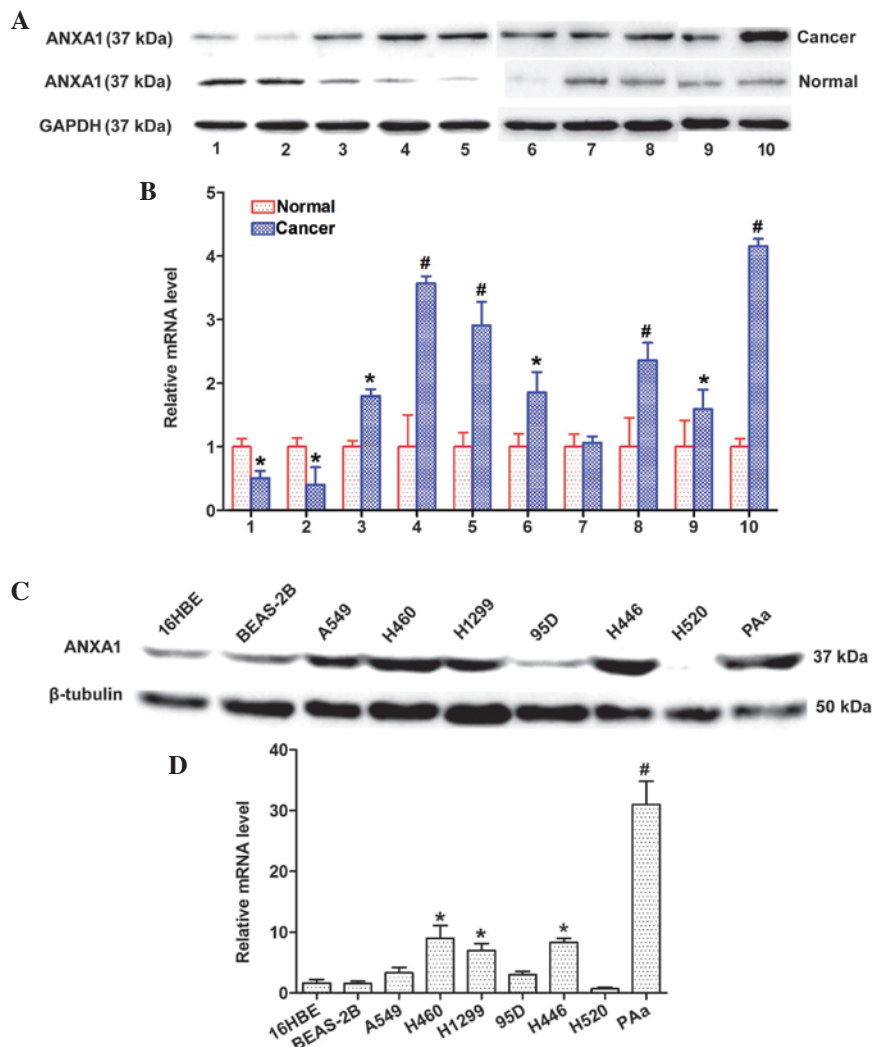 A
ANXA1 (37 kDa) Cancer
ANXA1 (37 kDa) Normal
GAPDH (37 kDa)
1 2 3 4 5 6 7 8 9 10
B
Relative mRNA level
5
4
3
2
1
0
Normal
Cancer
* * * # # * # * #
1 2 3 4 5 6 7 8 9 10
C
16HBE BEAS-2B A549 H460 H1299 95D H446 H520 PAa
ANXA1 37 kDa
β-tubulin 50 kDa
D
Relative mRNA level
40
30
20
10
0
* * * #
16HBE BEAS-2B A549 H460 H1299 95D H446 H520 PAa